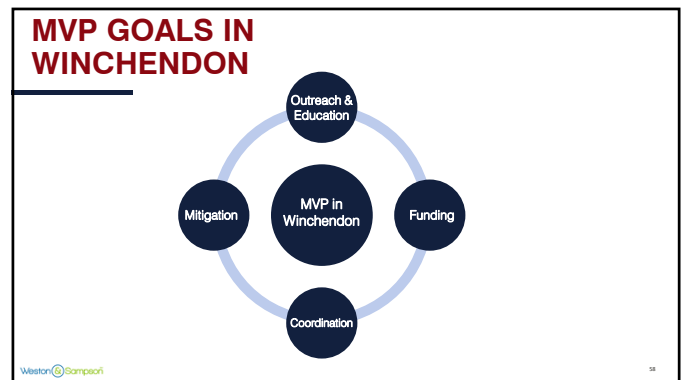 MVP GOALS IN
WINCHENDON
Outreach &
Education
Mitigation
MVP in
Winchendon
Funding
Coordination
Weston & Sampson
58